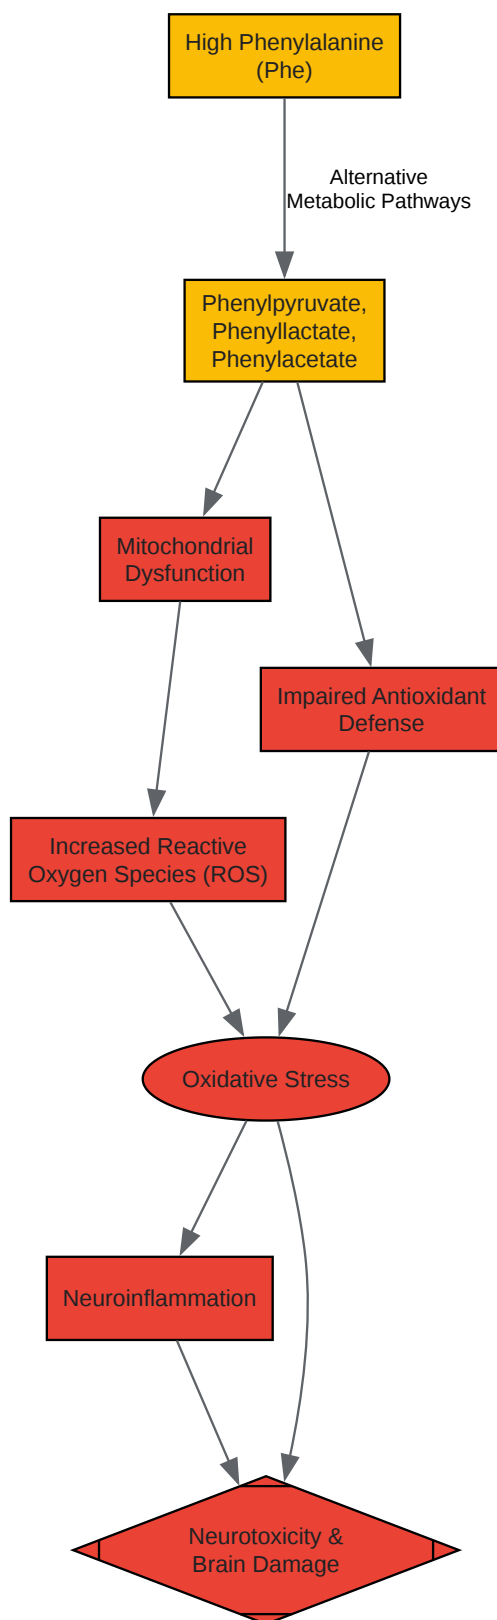 High Phenylalanine
(Phe)
Alternative
Metabolic Pathways
Phenylpyruvate,
Phenyllactate,
Phenylacetate
Mitochondrial
Dysfunction
Impaired Antioxidant
Defense
Increased Reactive
Oxygen Species (ROS)
Oxidative Stress
Neuroinflammation
Neurotoxicity &
Brain Damage